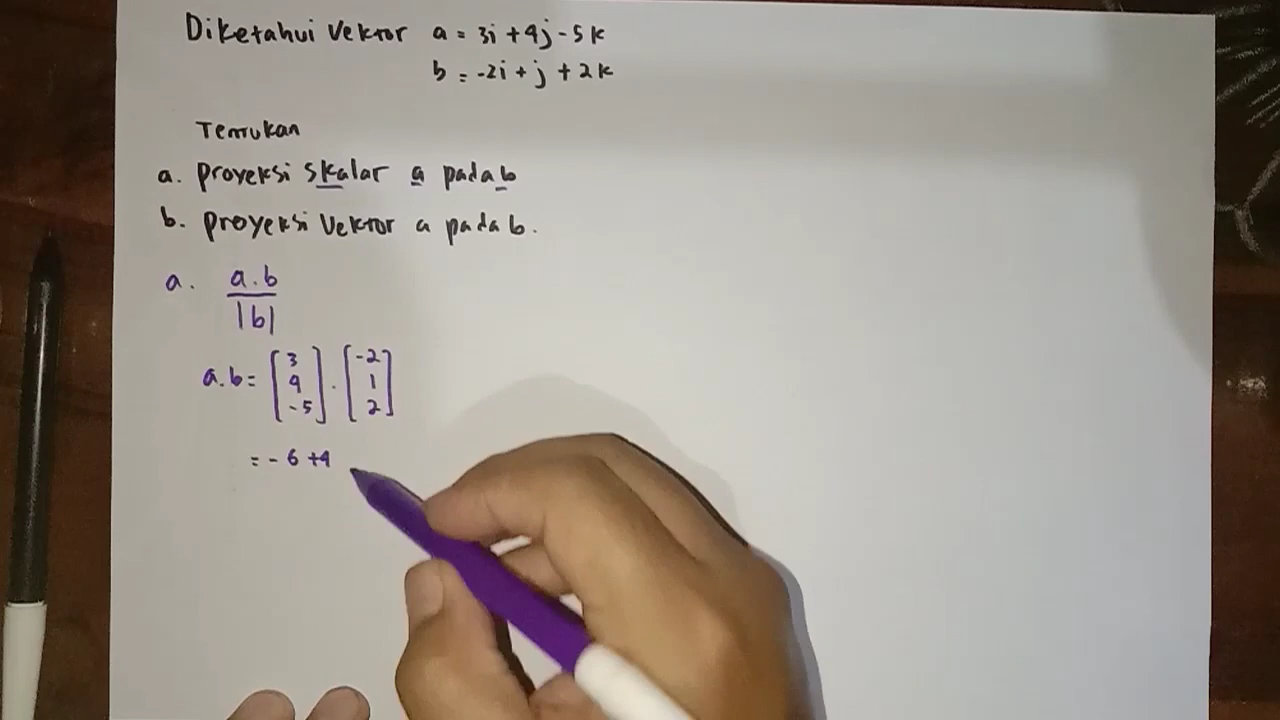 Diketahui Vektor a = 3i + 4j - 5k
b = -2i + j + 2k
Temukan
a. Proyeksi skalar a pada b
b. Proyeksi Vektor a pada b.
a. a.b
|b|
a.b = [3 4 -5] . [-2 1 2]
= - 6 +4